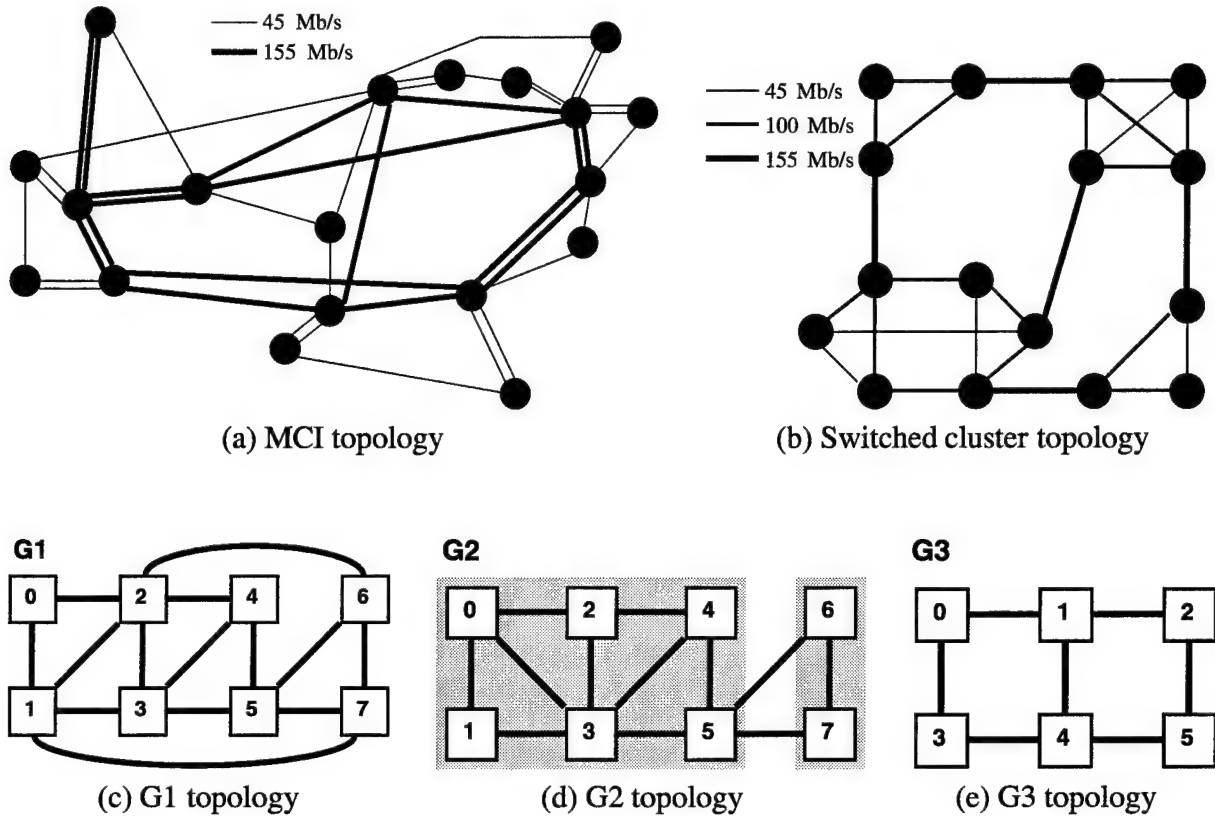 45 Mb/s
155 Mb/s
(a) MCI topology
45 Mb/s
100 Mb/s
155 Mb/s
(b) Switched cluster topology
G1
0 2 4 6
1 3 5 7
(c) G1 topology
G2
0 2 4 6
1 3 5 7
(d) G2 topology
G3
0 1 2
3 4 5
(e) G3 topology